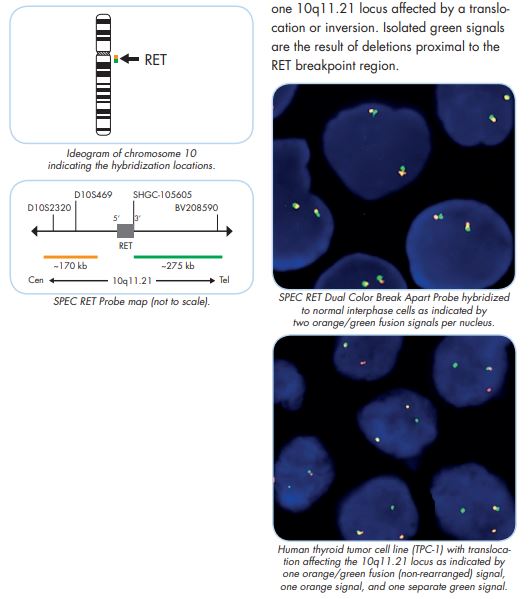 RET
Ideogram of chromosome 10
indicating the hybridization locations.
D10S469
SHGC-105605
D10S2320
BV208590
5'
3'
RET
~170 kb
~275 kb
Cen
10q11.21
Tel
SPEC RET Probe map (not to scale).
one 10q11.21 locus affected by a translo-
cation or inversion. Isolated green signals
are the result of deletions proximal to the
RET breakpoint region.
SPEC RET Dual Color Break Apart Probe hybridized
to normal interphase cells as indicated by
two orange/green fusion signals per nucleus.
Human thyroid tumor cell line (TPC-1) with transloca-
tion affecting the 10q11.21 locus as indicated by
one orange/green fusion (non-rearranged) signal,
one orange signal, and one separate green signal.